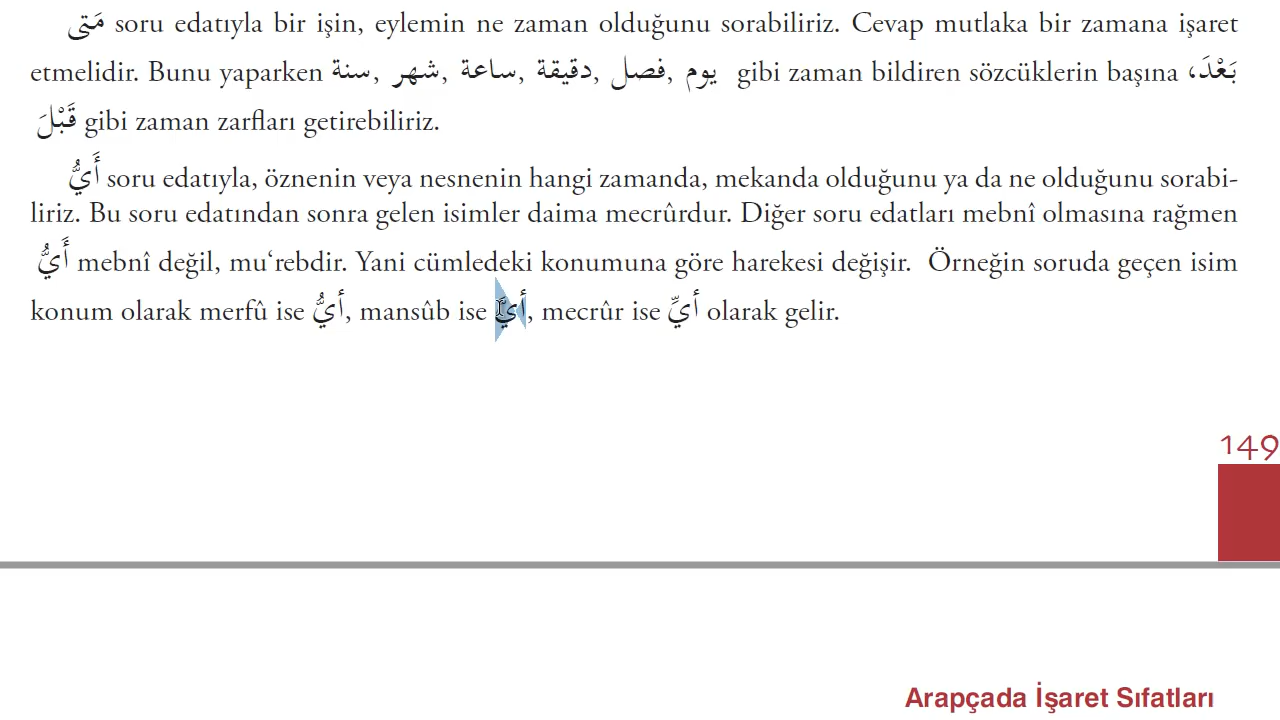 مَتى soru edatıyla bir işin, eylemin ne zaman olduğunu sorabiliriz. Cevap mutlaka bir zamana işaret
etmelidir. Bunu yaparken سنة, شهر, ساعة, دقيقة, فصل, يوم gibi zaman bildiren sözcüklerin başına بَعْدَ،
قَبْلَ gibi zaman zarfları getirebiliriz.
أَيُّ soru edatıyla, öznenin veya nesnenin hangi zamanda, mekanda olduğunu ya da ne olduğunu sorabi-
liriz. Bu soru edatından sonra gelen isimler daima mecrûrdur. Diğer soru edatları mebnî olmasına rağmen
أَيُّ mebnî değil, mu‘rebdir. Yani cümledeki konumuna göre harekesi değişir. Örneğin soruda geçen isim
konum olarak merfû ise أيُّ, mansûb ise أيَّ, mecrûr ise أيِّ olarak gelir.
149
Arapçada İşaret Sıfatları